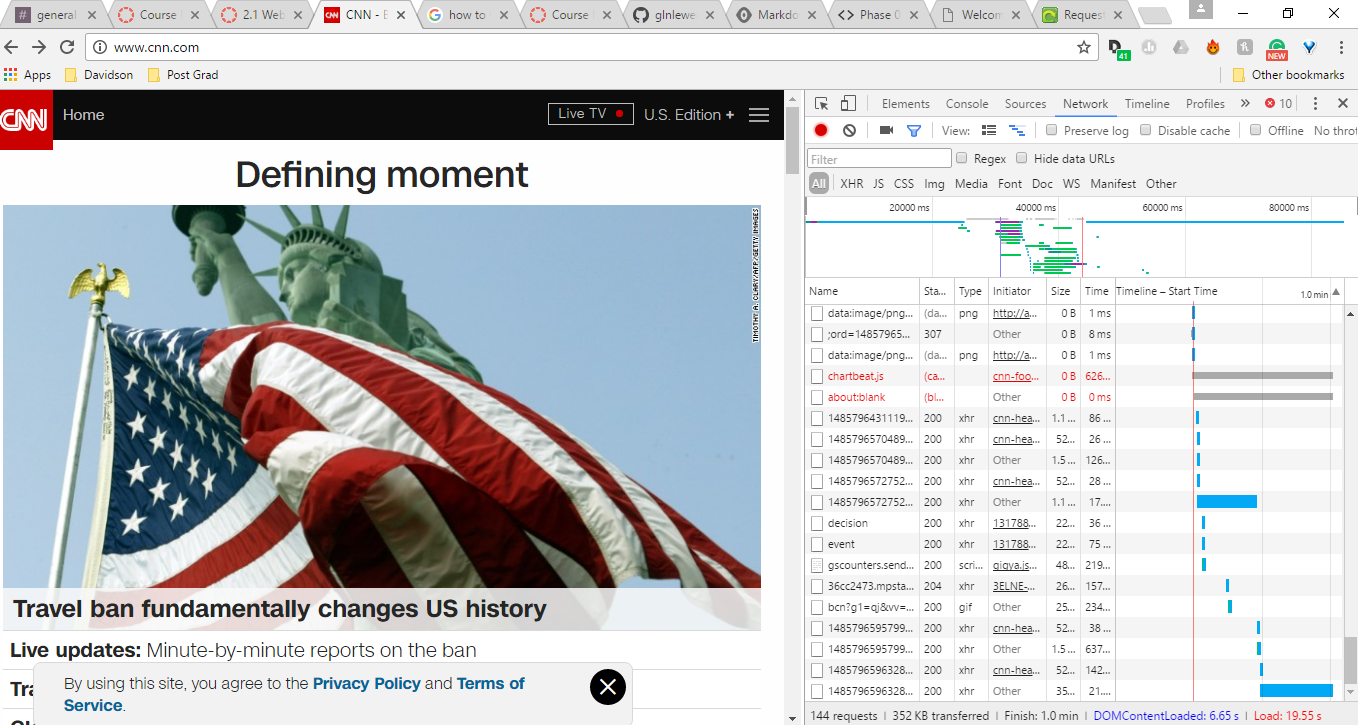 general
Course
2.1 Web
CNN - B
how to
Course
glnlewe
Markdo
Phase 0
Welcom
Request
www.cnn.com
41
NEW
Apps
Davidson
Post Grad
Other bookmarks
CNN
Home
Live TV
U.S. Edition +
Defining moment
TIMOTHY A. CLARY/AFP/GETTY IMAGES
Travel ban fundamentally changes US history
Live updates: Minute-by-minute reports on the ban
By using this site, you agree to the Privacy Policy and Terms of
Service.
Elements Console Sources Network Timeline Profiles » 10
View: Preserve log Disable cache Offline No thro
Filter Regex Hide data URLs
All XHR JS CSS Img Media Font Doc WS Manifest Other
20000 ms 40000 ms 60000 ms 80000 ms
Name Sta... Type Initiator Size Time Timeline – Start Time 1.0 min
data:image/png... (da... png http://a... 0 B 1 ms
;ord=14857965... 307 Other 0 B 8 ms
data:image/png... (da... png http://a... 0 B 1 ms
chartbeat.js (ca... cnn-foo... 0 B 626...
about:blank (bl... Other 0 B 0 ms
1485796431119... 200 xhr cnn-hea... 1.1 ... 86 ...
1485796570489... 200 xhr cnn-hea... 52... 26 ...
1485796570489... 200 xhr Other 1.5 ... 126...
1485796572752... 200 xhr cnn-hea... 52... 28 ...
1485796572752... 200 xhr Other 1.1 ... 17....
decision 200 xhr 131788... 22... 36 ...
event 200 xhr 131788... 22... 75 ...
gscounters.send... 200 scri... gigya.js... 48... 219...
36cc2473.mpsta... 204 xhr 3ELNE-... 26... 157...
bcn?g1=qj&vv=... 200 gif Other 25... 234...
1485796595799... 200 xhr cnn-hea... 52... 38 ...
1485796595799... 200 xhr Other 1.5 ... 637...
1485796596328... 200 xhr cnn-hea... 52... 142...
1485796596328... 200 xhr Other 35... 21....
144 requests | 352 KB transferred | Finish: 1.0 min | DOMContentLoaded: 6.65 s | Load: 19.55 s